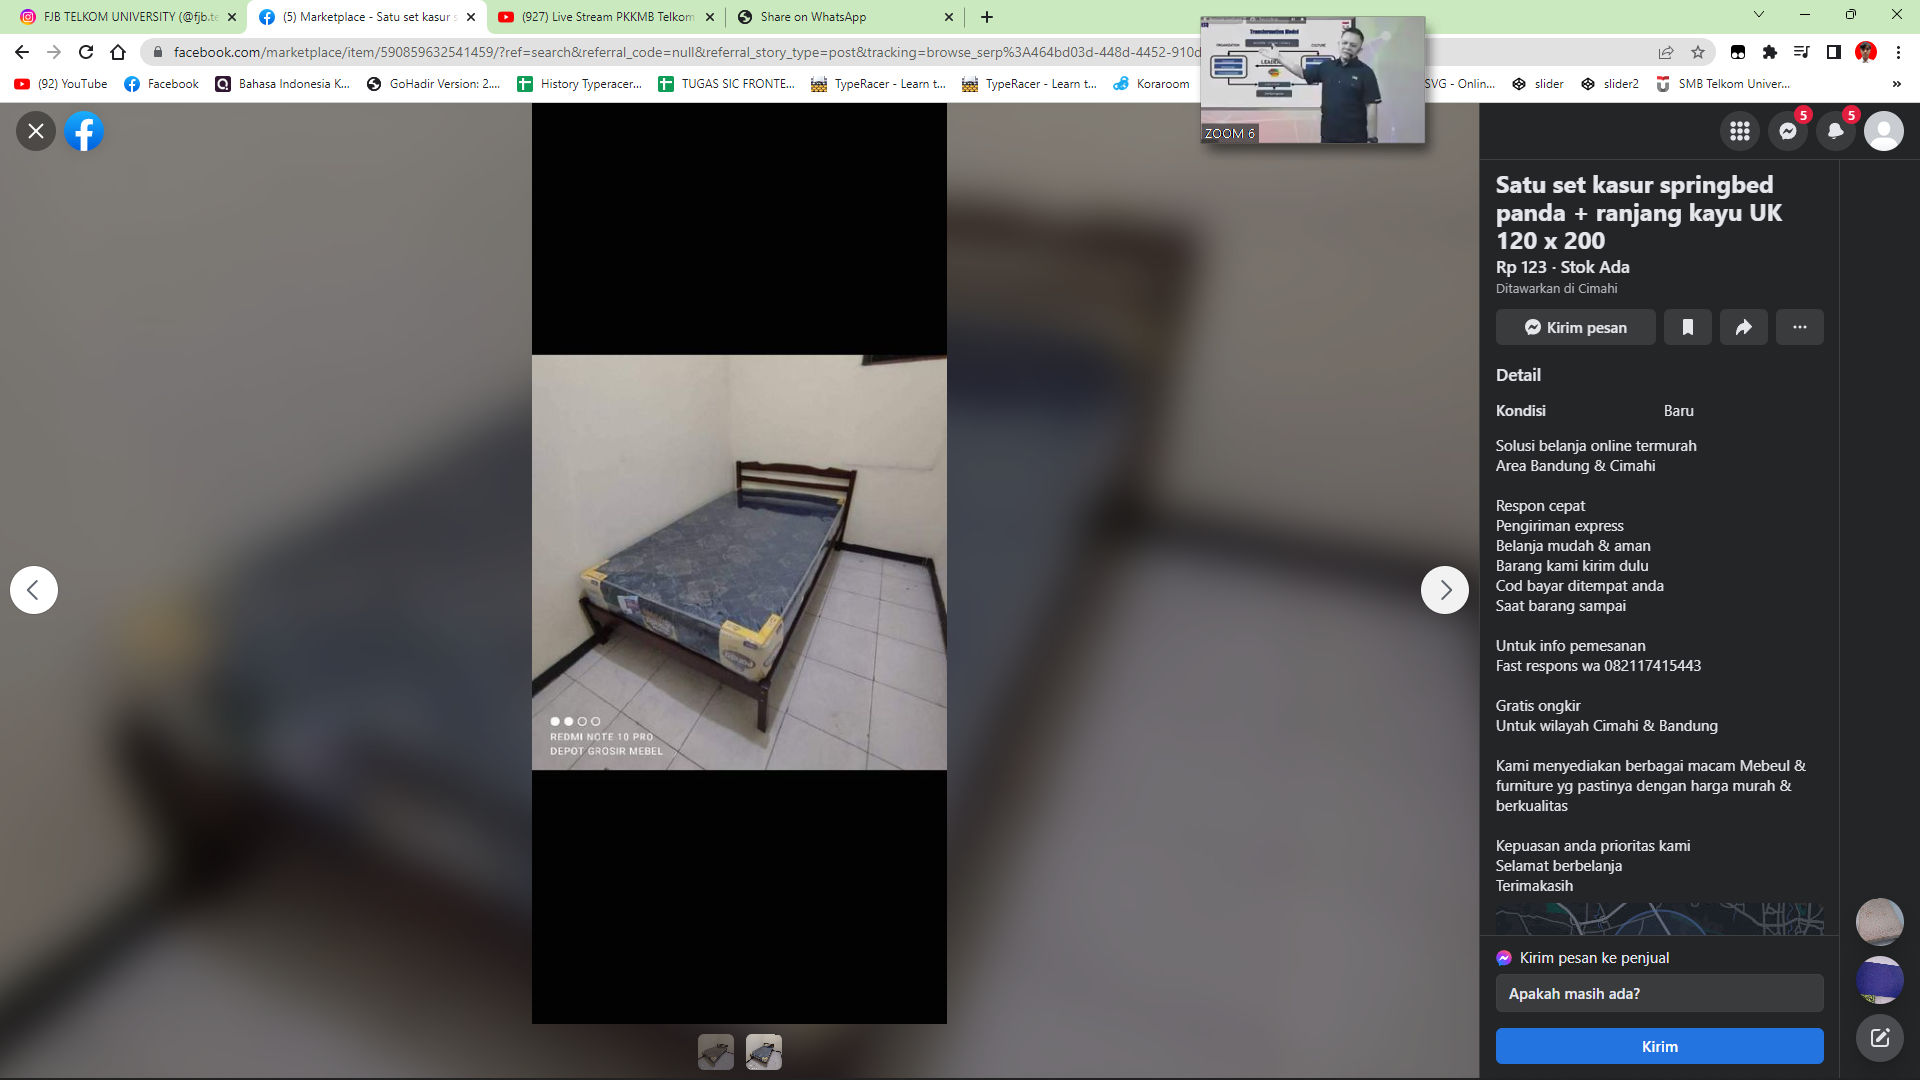 FJB TELKOM UNIVERSITY (@fjb.te
(5) Marketplace - Satu set kasur s
(927) Live Stream PKKMB Telkom
Share on WhatsApp
facebook.com/marketplace/item/590859632541459/?ref=search&referral_code=null&referral_story_type=post&tracking=browse_serp%3A464bd03d-448d-4452-910d
(92) YouTube
Facebook
Bahasa Indonesia K...
GoHadir Version: 2....
History Typeracer...
TUGAS SIC FRONTE...
TypeRacer - Learn t...
TypeRacer - Learn t...
Koraroom
SVG - Onlin...
slider
slider2
SMB Telkom Univer...
»
Transformation Model
ORGANIZATION
CULTURE
ZOOM 6
5
5
Satu set kasur springbed
panda + ranjang kayu UK
120 x 200
Rp 123 · Stok Ada
Ditawarkan di Cimahi
Kirim pesan
Detail
Kondisi
Baru
Solusi belanja online termurah
Area Bandung & Cimahi
Respon cepat
Pengiriman express
Belanja mudah & aman
Barang kami kirim dulu
Cod bayar ditempat anda
Saat barang sampai
Untuk info pemesanan
Fast respons wa 082117415443
Gratis ongkir
Untuk wilayah Cimahi & Bandung
Kami menyediakan berbagai macam Mebeul &
furniture yg pastinya dengan harga murah &
berkualitas
Kepuasan anda prioritas kami
Selamat berbelanja
Terimakasih
REDMI NOTE 10 PRO
DEPOT GROSIR MEBEL
Kirim pesan ke penjual
Apakah masih ada?
Kirim